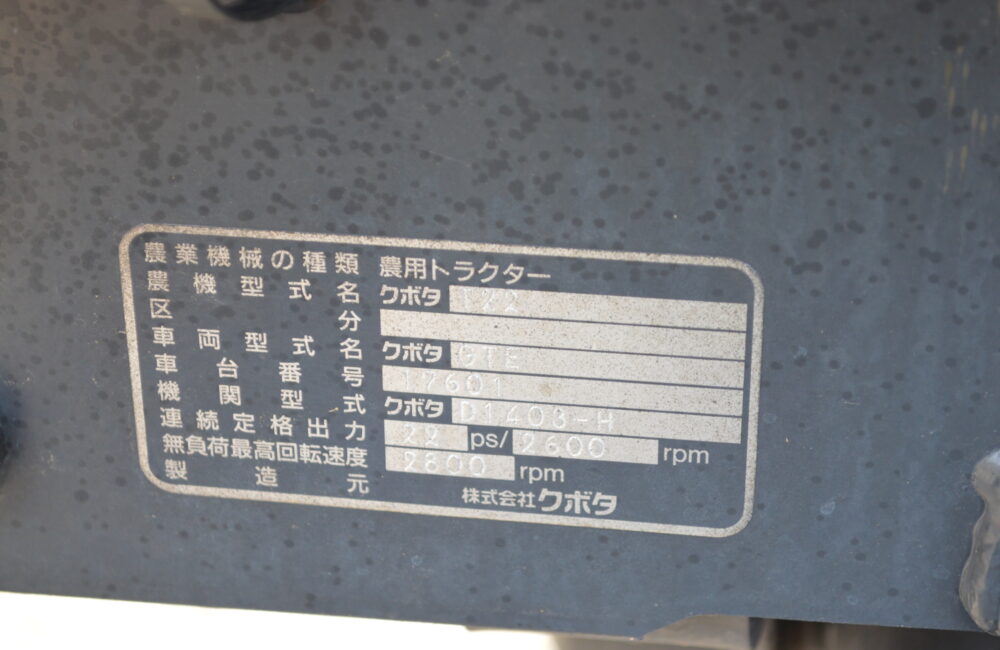 農業機械の種類 農用トラクター
農機型式名 クボタ T22
区分
車両型式名 クボタ GTE
車台番号 17601
機関型式 クボタ D1403-H
連続定格出力 22 ps/2600 rpm
無負荷最高回転速度 2800 rpm
製造元 株式会社クボタ